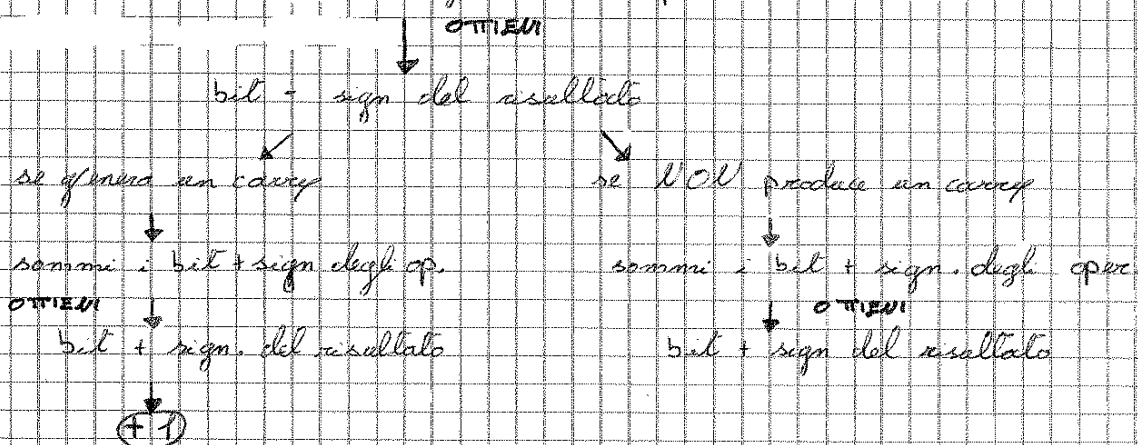 OTTIENI
bit - sign del risultato
se genera un carry
se NON produce un carry
sommi i bit + sign degli op.
sommi i bit + sign. degli oper
OTTIENI
OTTIENI
bit + sign. del risultato
bit + sign del risultato
+ 1